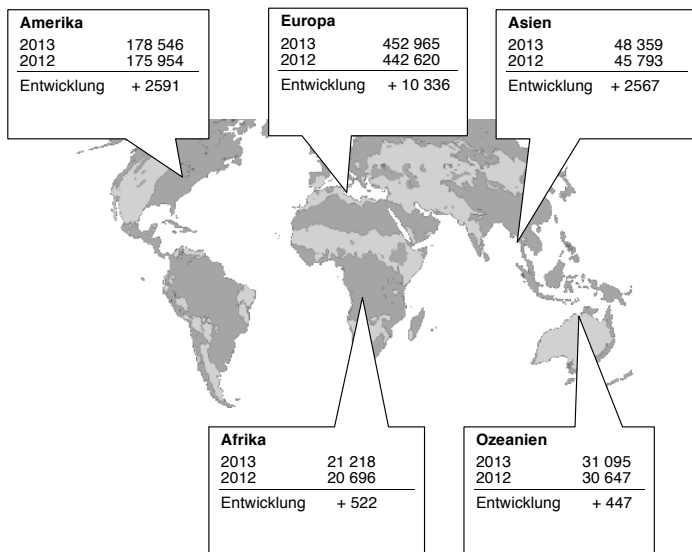 Amerika
2013 178 546
2012 175 954
Entwicklung + 2591
Europa
2013 452 965
2012 442 620
Entwicklung + 10 336
Asien
2013 48 359
2012 45 793
Entwicklung + 2567
Afrika
2013 21 218
2012 20 696
Entwicklung + 522
Ozeanien
2013 31 095
2012 30 647
Entwicklung + 447